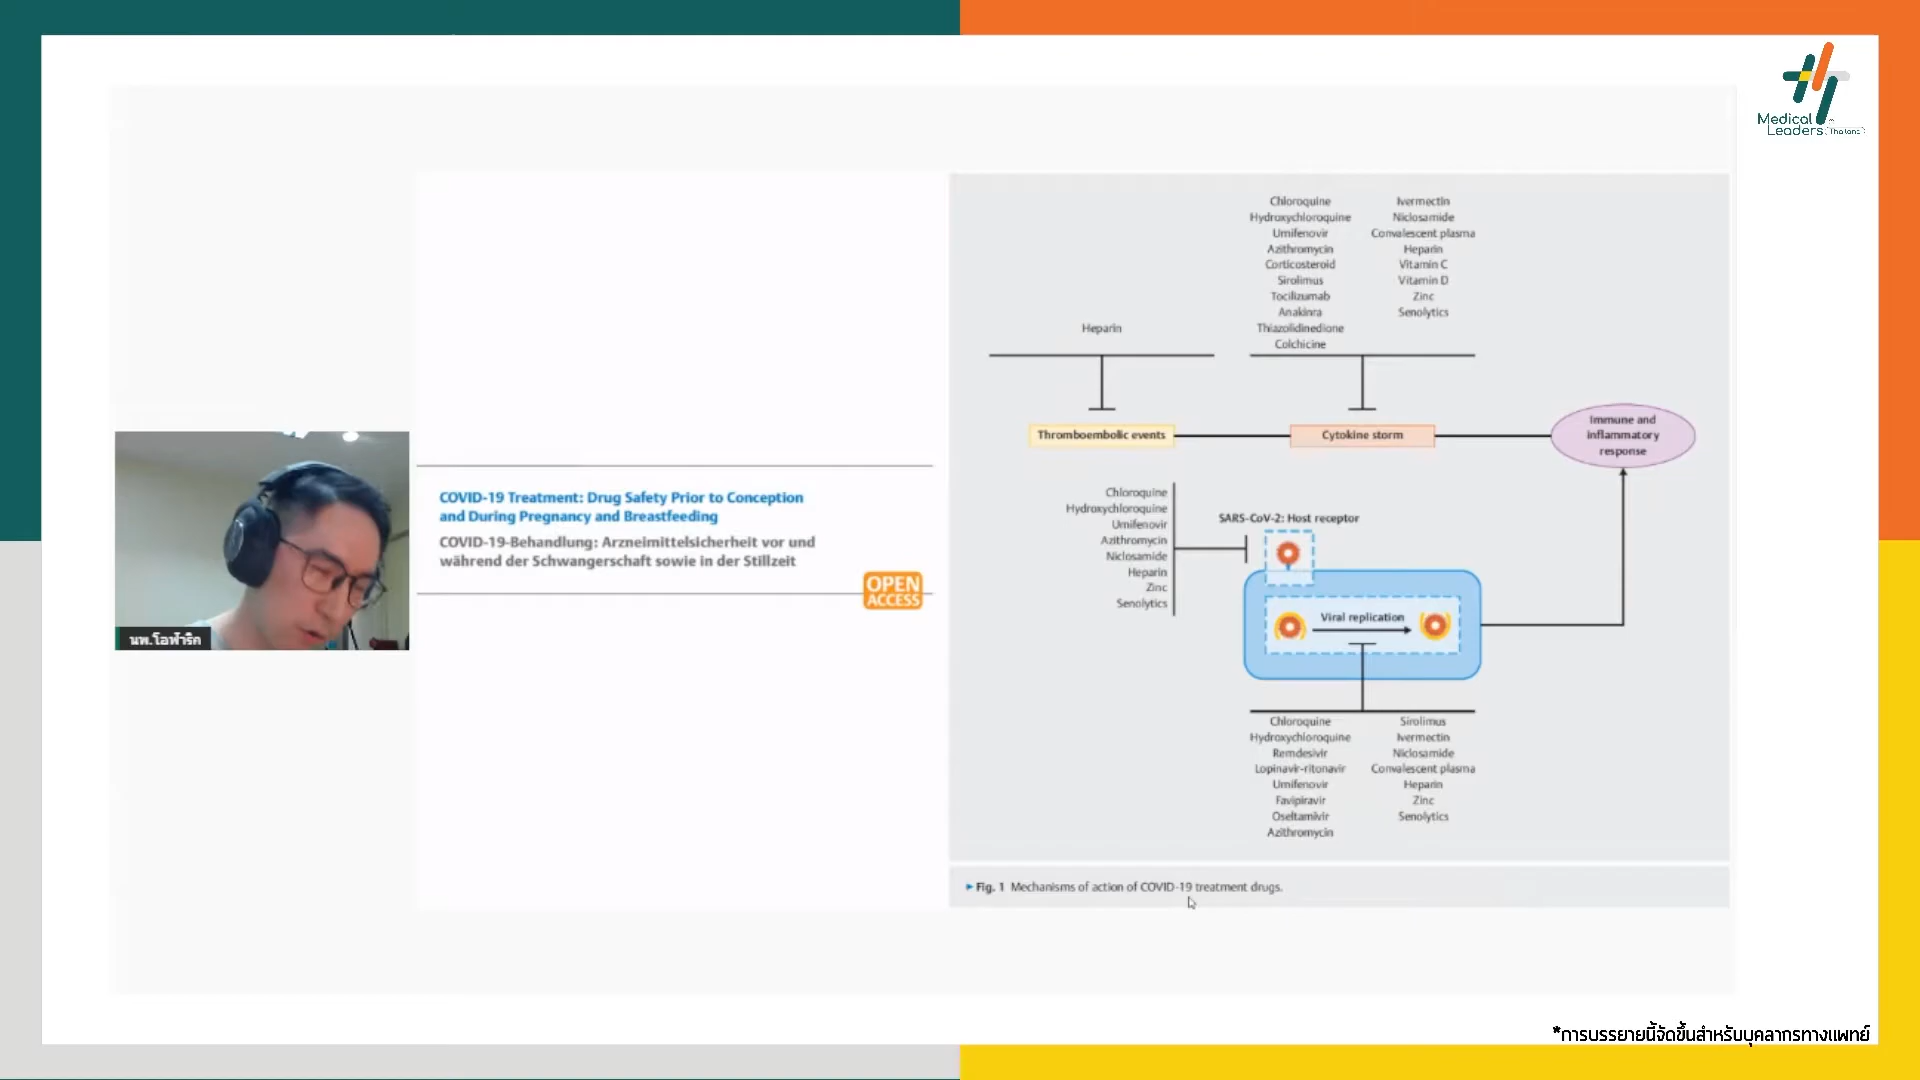 Medical
Leaders (Thailand)
นพ.โอฬาริค
COVID-19 Treatment: Drug Safety Prior to Conception
and During Pregnancy and Breastfeeding
COVID-19-Behandlung: Arzneimittelsicherheit vor und
während der Schwangerschaft sowie in der Stillzeit
OPEN
ACCESS
Heparin
Chloroquine
Hydroxychloroquine
Umifenovir
Azithromycin
Corticosteroid
Sirolimus
Tocilizumab
Anakinra
Thiazolidinedione
Colchicine
Ivermectin
Niclosamide
Convalescent plasma
Heparin
Vitamin C
Vitamin D
Zinc
Senolytics
Thromboembolic events
Cytokine storm
Immune and
inflammatory
response
Chloroquine
Hydroxychloroquine
Umifenovir
Azithromycin
Niclosamide
Heparin
Zinc
Senolytics
SARS-CoV-2: Host receptor
Viral replication
Chloroquine
Hydroxychloroquine
Remdesivir
Lopinavir-ritonavir
Umifenovir
Favipiravir
Oseltamivir
Azithromycin
Sirolimus
Ivermectin
Niclosamide
Convalescent plasma
Heparin
Zinc
Senolytics
Fig. 1 Mechanisms of action of COVID-19 treatment drugs.
*การบรรยายนี้จัดขึ้นสำหรับบุคลากรทางแพทย์